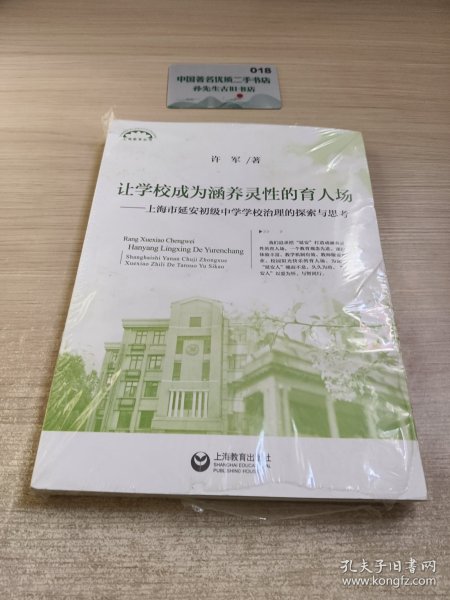 018
中国著名优质二手书店
孙先生古旧书店
许 军 /著
让学校成为涵养灵性的育人场
——上海市延安初级中学学校治理的探索与思考
Rang Xuexiao Chengwei
Hanyang Lingxing De Yurenchang
Shanghaishi Yanan Chuji Zhongxue
Xuexiao Zhili De Tansuo Yu Sikao
上海教育出版社
SHANGHAI EDUCATIONAL
PUBLISHING HOUSE
孔夫子旧书网
www.kongfz.com